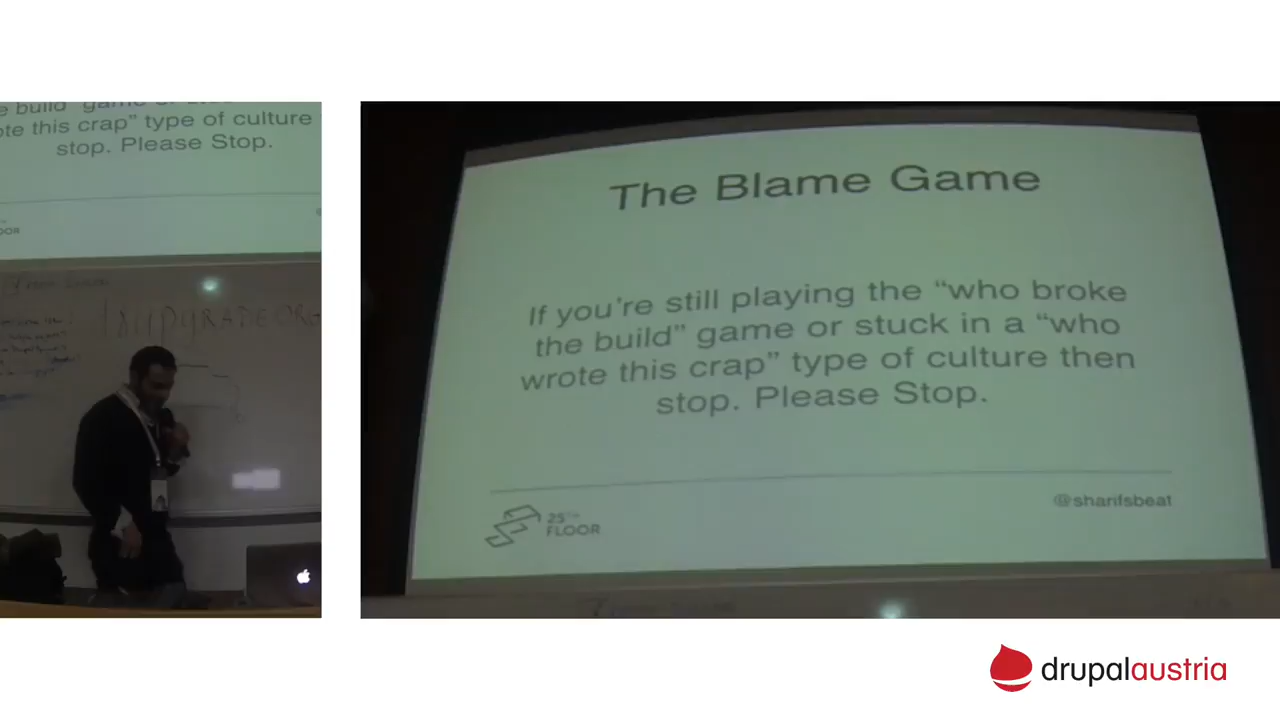 e build" game or
ote this crap" type of culture
stop. Please Stop.
OOR
The Blame Game
If you're still playing the "who broke
the build" game or stuck in a "who
wrote this crap" type of culture then
stop. Please Stop.
25TH
FLOOR
@sharifsbeat
drupalaustria